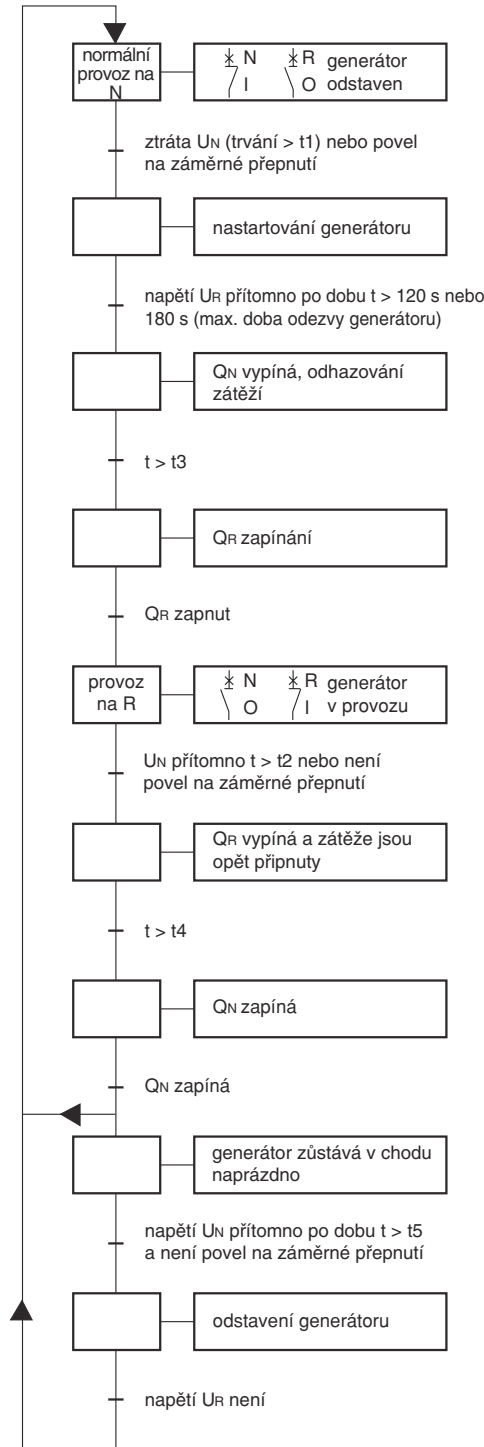 normální
provoz na
N
N R generátor
I O odstaven
ztráta UN (trvání > t1) nebo povel
na záměrné přepnutí
nastartování generátoru
napětí UR přítomno po dobu t > 120 s nebo
180 s (max. doba odezvy generátoru)
QN vypíná, odhazování
zátěží
t > t3
QR zapínání
QR zapnut
provoz
na R
N R generátor
O I v provozu
UN přítomno t > t2 nebo není
povel na záměrné přepnutí
QR vypíná a zátěže jsou
opět připnuty
t > t4
QN zapíná
QN zapíná
generátor zůstává v chodu
naprázdno
napětí UN přítomno po dobu t > t5
a není povel na záměrné přepnutí
odstavení generátoru
napětí UR není